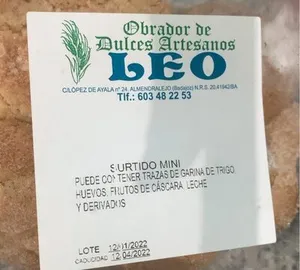 Obrador de
Dulces Artesanos
LEO
C/LÓPEZ DE AYALA nº 24. ALMENDRALEJO (Badajoz) N.R.S. 20.41942/BA
Tlf.: 603 48 22 53
SURTIDO MINI
PUEDE CONTENER TRAZAS DE GARINA DE TRIGO
HUEVOS, FRUTOS DE CÁSCARA, LECHE
Y DERIVADOS
LOTE 12/01/2022
CADUCIDAD 12/04/2022